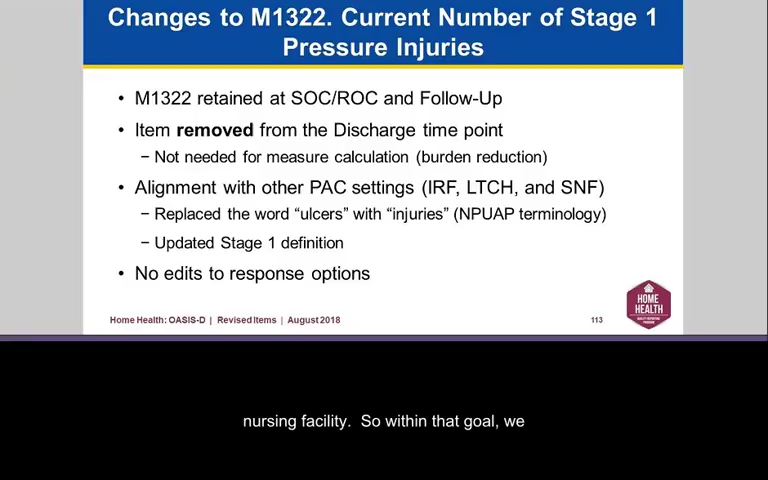 Changes to M1322. Current Number of Stage 1
Pressure Injuries
• M1322 retained at SOC/ROC and Follow-Up
• Item removed from the Discharge time point
− Not needed for measure calculation (burden reduction)
• Alignment with other PAC settings (IRF, LTCH, and SNF)
− Replaced the word “ulcers” with “injuries” (NPUAP terminology)
− Updated Stage 1 definition
• No edits to response options
Home Health: OASIS-D | Revised Items | August 2018
113
HOME
HEALTH
nursing facility. So within that goal, we